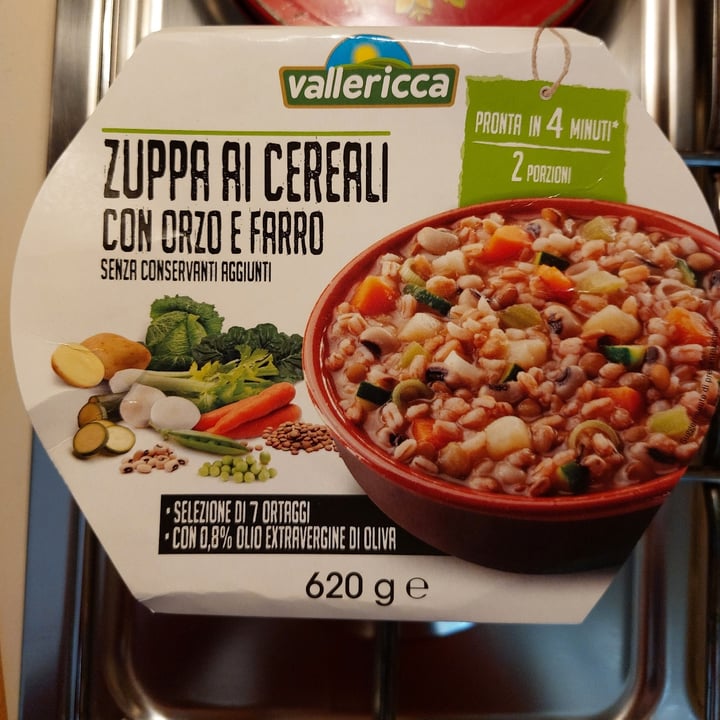 vallericca
PRONTA IN 4 MINUTI*
2 PORZIONI
ZUPPA AI CEREALI
CON ORZO E FARRO
SENZA CONSERVANTI AGGIUNTI
• SELEZIONE DI 7 ORTAGGI
• CON 0,8% OLIO EXTRAVERGINE DI OLIVA
620 g e